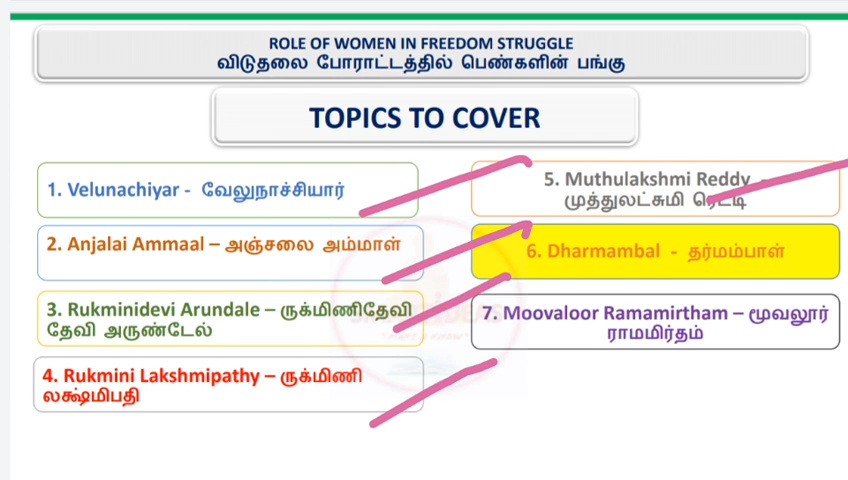 ROLE OF WOMEN IN FREEDOM STRUGGLE
விடுதலை போராட்டத்தில் பெண்களின் பங்கு
TOPICS TO COVER
1. Velunachiyar - வேலுநாச்சியார்
2. Anjalai Ammaal – அஞ்சலை அம்மாள்
3. Rukminidevi Arundale – ருக்மிணிதேவி
தேவி அருண்டேல்
4. Rukmini Lakshmipathy – ருக்மிணி
லக்ஷ்மிபதி
5. Muthulakshmi Reddy -
முத்துலட்சுமி ரெட்டி
6. Dharmambal - தர்மம்பாள்
7. Moovaloor Ramamirtham – மூவலூர்
ராமமிர்தம்